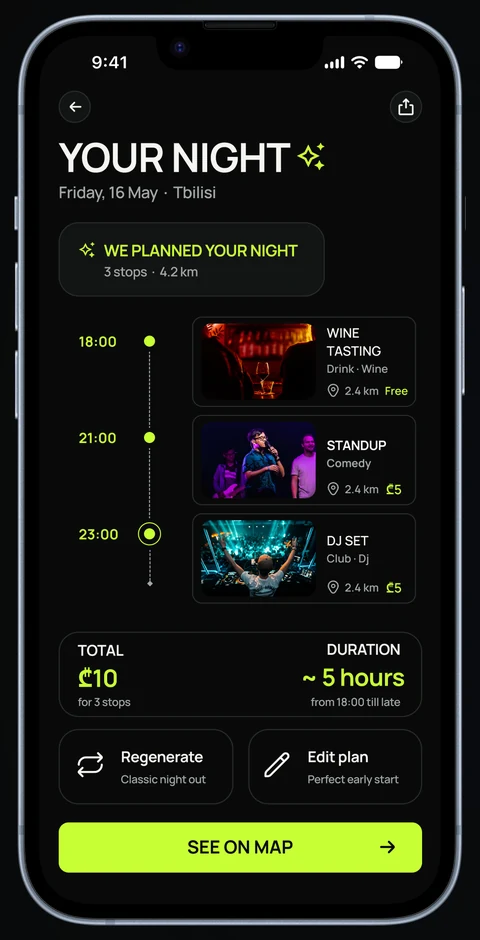 9:41
YOUR NIGHT
Friday, 16 May · Tbilisi
WE PLANNED YOUR NIGHT
3 stops · 4.2 km
18:00
WINE
TASTING
Drink · Wine
2.4 km Free
21:00
STANDUP
Comedy
2.4 km ₾5
23:00
DJ SET
Club · Dj
2.4 km ₾5
TOTAL
₾10
for 3 stops
DURATION
~ 5 hours
from 18:00 till late
Regenerate
Classic night out
Edit plan
Perfect early start
SEE ON MAP